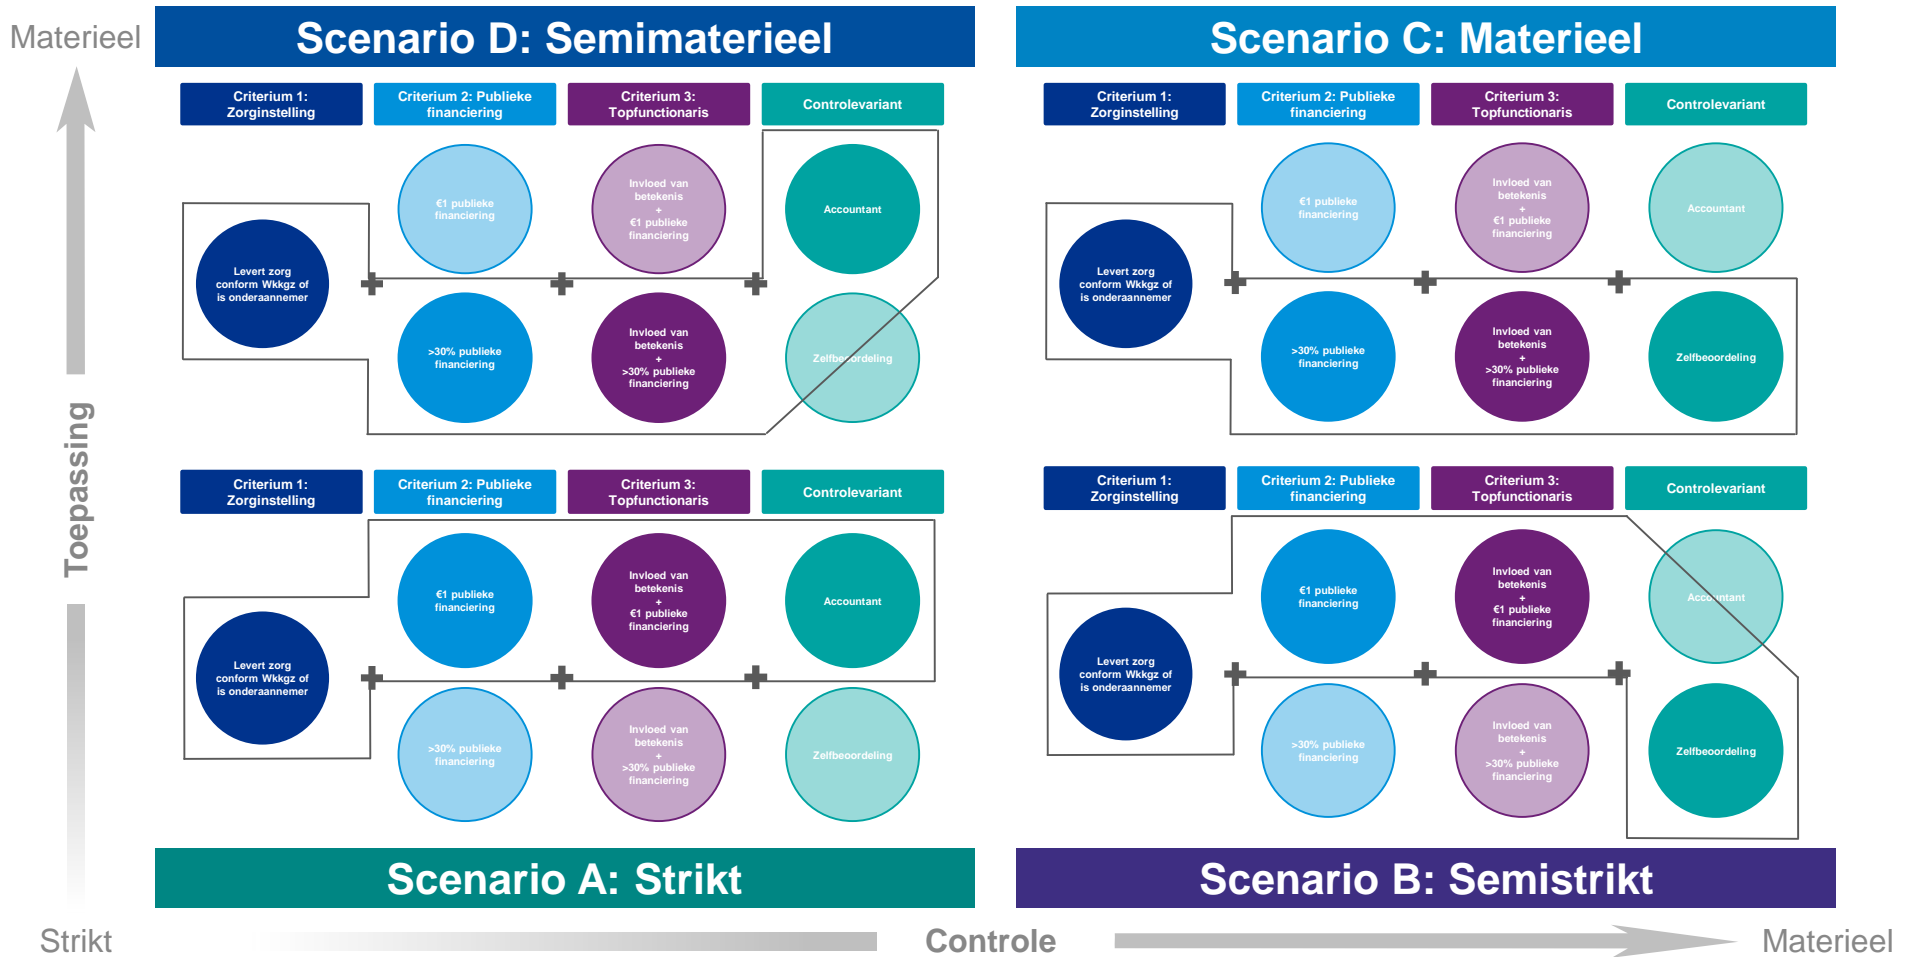 Materieel
Scenario D: Semimaterieel
Scenario C: Materieel
Criterium 1:
Zorginstelling
Criterium 2: Publieke
financiering
Criterium 3:
Topfunctionaris
Controlevariant
Levert zorg
conform Wkkgz of
is onderaannemer
€1 publieke
financiering
Invloed van
betekenis
+
€1 publieke
financiering
Accountant
>30% publieke
financiering
Invloed van
betekenis
+
>30% publieke
financiering
Zelfbeoordeling
Criterium 1:
Zorginstelling
Criterium 2: Publieke
financiering
Criterium 3:
Topfunctionaris
Controlevariant
Levert zorg
conform Wkkgz of
is onderaannemer
€1 publieke
financiering
Invloed van
betekenis
+
€1 publieke
financiering
Accountant
>30% publieke
financiering
Invloed van
betekenis
+
>30% publieke
financiering
Zelfbeoordeling
Toepassing
Criterium 1:
Zorginstelling
Criterium 2: Publieke
financiering
Criterium 3:
Topfunctionaris
Controlevariant
Levert zorg
conform Wkkgz of
is onderaannemer
€1 publieke
financiering
Invloed van
betekenis
+
€1 publieke
financiering
Accountant
>30% publieke
financiering
Invloed van
betekenis
+
>30% publieke
financiering
Zelfbeoordeling
Criterium 1:
Zorginstelling
Criterium 2: Publieke
financiering
Criterium 3:
Topfunctionaris
Controlevariant
Levert zorg
conform Wkkgz of
is onderaannemer
€1 publieke
financiering
Invloed van
betekenis
+
€1 publieke
financiering
Accountant
>30% publieke
financiering
Invloed van
betekenis
+
>30% publieke
financiering
Zelfbeoordeling
Scenario A: Strikt
Scenario B: Semistrikt
Strikt
Controle
Materieel